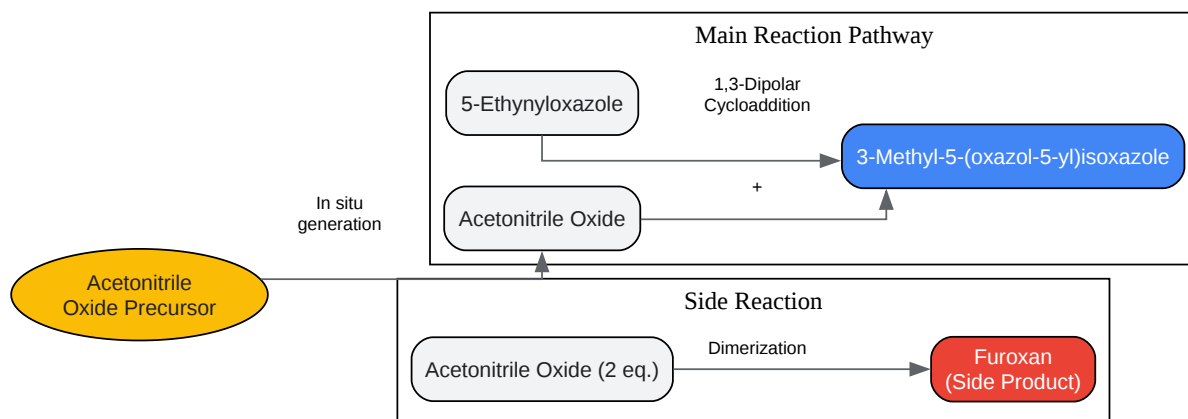 Main Reaction Pathway
5-Ethynyloxazole
1,3-Dipolar
Cycloaddition
3-Methyl-5-(oxazol-5-yl)isoxazole
+
Acetonitrile Oxide
In situ
generation
Acetonitrile
Oxide Precursor
Side Reaction
Acetonitrile Oxide (2 eq.)
Dimerization
Furoxan
(Side Product)